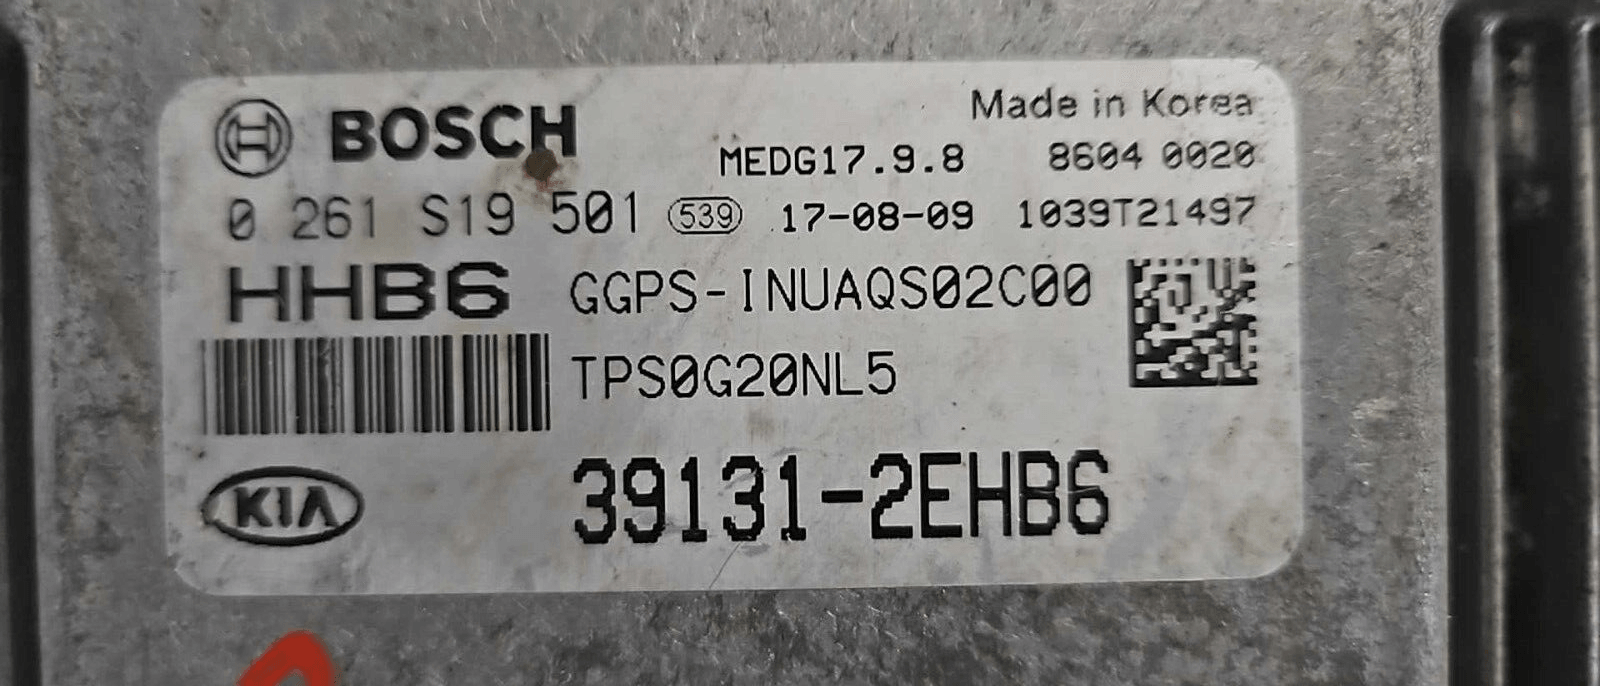 BOSCH
Made in Korea
MEDG17.9.8 8604 0020
0 261 S19 501 539 17-08-09 1039T21497
HHB6 GGPS-INUAQS02C00
TPS0G20NL5
KIA 39131-2EHB6